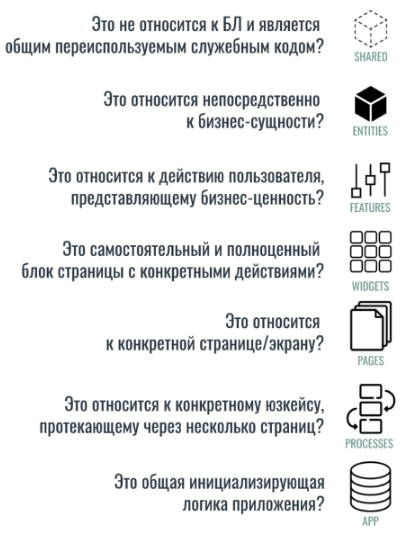 Это не относится к БЛ и является
общим переиспользуемым служебным кодом?
SHARED
Это относится непосредственно
к бизнес-сущности?
ENTITIES
Это относится к действию пользователя,
представляющему бизнес-ценность?
FEATURES
Это самостоятельный и полноценный
блок страницы с конкретными действиями?
WIDGETS
Это относится
к конкретной странице/экрану?
PAGES
Это относится к конкретному юзкейсу,
протекающему через несколько страниц?
PROCESSES
Это общая инициализирующая
логика приложения?
APP